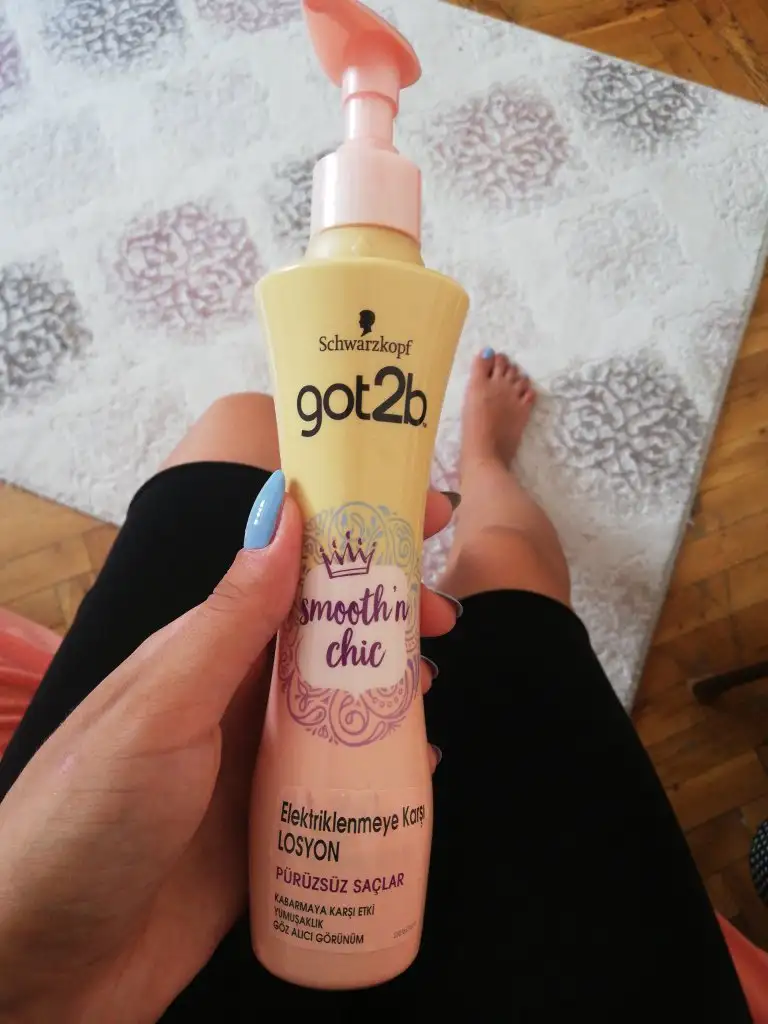 Schwarzkopf
got2b
smooth'n
chic
Elektriklenmeye Karşı
LOSYON
PÜRÜZSÜZ SAÇLAR
KABARMAYA KARŞI ETKİ
YUMUŞAKLIK
GÖZ ALICI GÖRÜNÜM